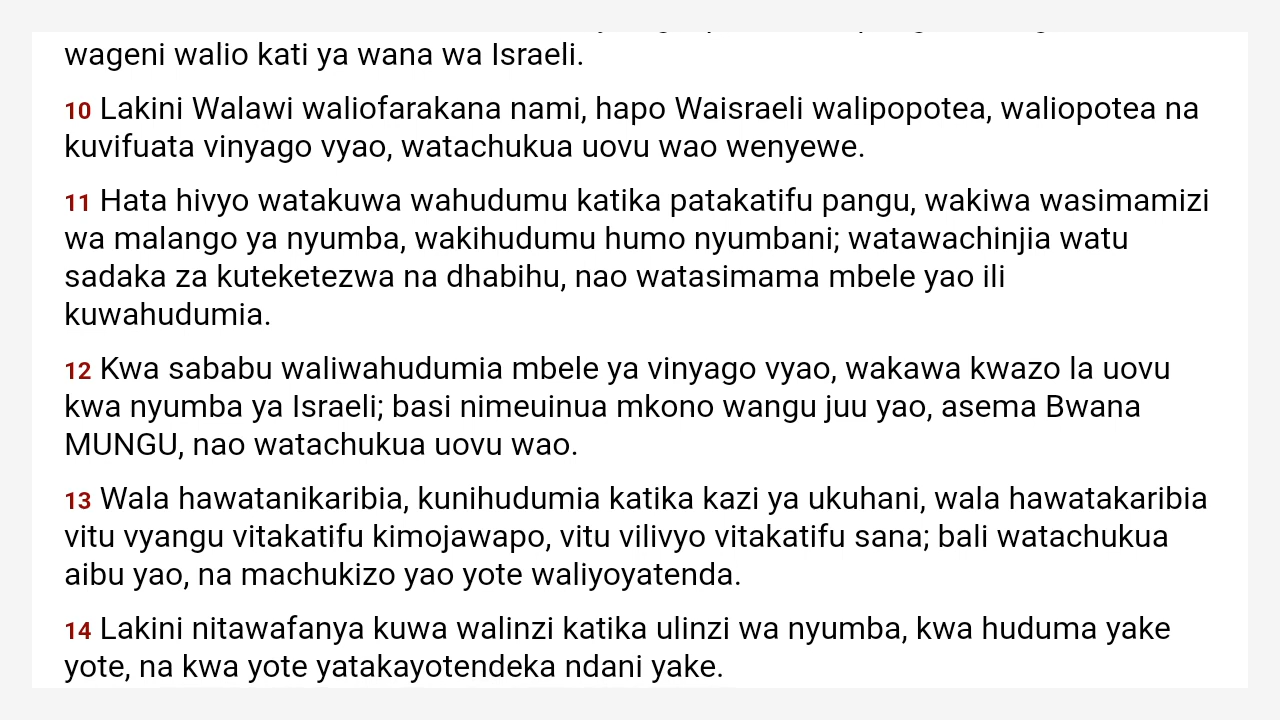 wageni walio kati ya wana wa Israeli.
10 Lakini Walawi waliofarakana nami, hapo Waisraeli walipopotea, waliopotea na
kuvifuata vinyago vyao, watachukua uovu wao wenyewe.
11 Hata hivyo watakuwa wahudumu katika patakatifu pangu, wakiwa wasimamizi
wa malango ya nyumba, wakihudumu humo nyumbani; watawachinjia watu
sadaka za kuteketezwa na dhabihu, nao watasimama mbele yao ili
kuwahudumia.
12 Kwa sababu waliwahudumia mbele ya vinyago vyao, wakawa kwazo la uovu
kwa nyumba ya Israeli; basi nimeuinua mkono wangu juu yao, asema Bwana
MUNGU, nao watachukua uovu wao.
13 Wala hawatanikaribia, kunihudumia katika kazi ya ukuhani, wala hawatakaribia
vitu vyangu vitakatifu kimojawapo, vitu vilivyo vitakatifu sana; bali watachukua
aibu yao, na machukizo yao yote waliyoyatenda.
14 Lakini nitawafanya kuwa walinzi katika ulinzi wa nyumba, kwa huduma yake
yote, na kwa yote yatakayotendeka ndani yake.